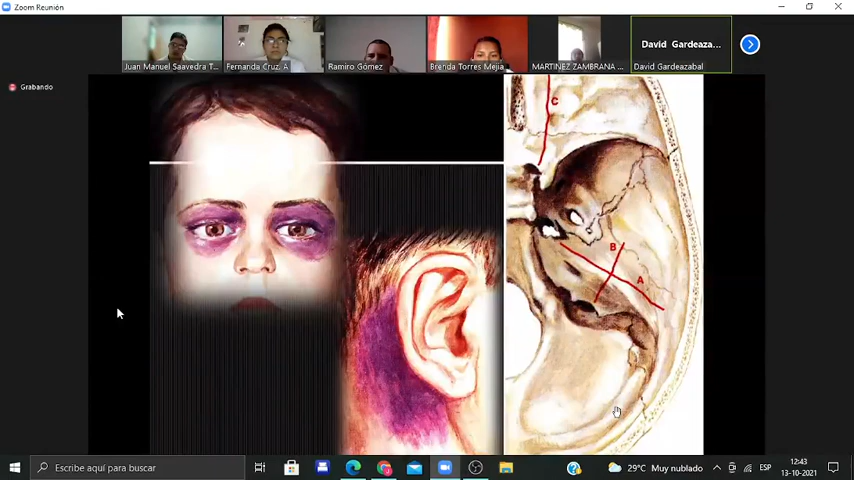 Zoom Reunión
Juan Manuel Saavedra T...
Fernanda Cruz. A
Ramiro Gómez
Brenda Torres Mejia
MARTINEZ ZAMBRANA ...
David Gardeaza...
David Gardeazabal
Grabando
C
B
A
Escribe aquí para buscar
29°C Muy nublado
ESP
12:43
13-10-2021